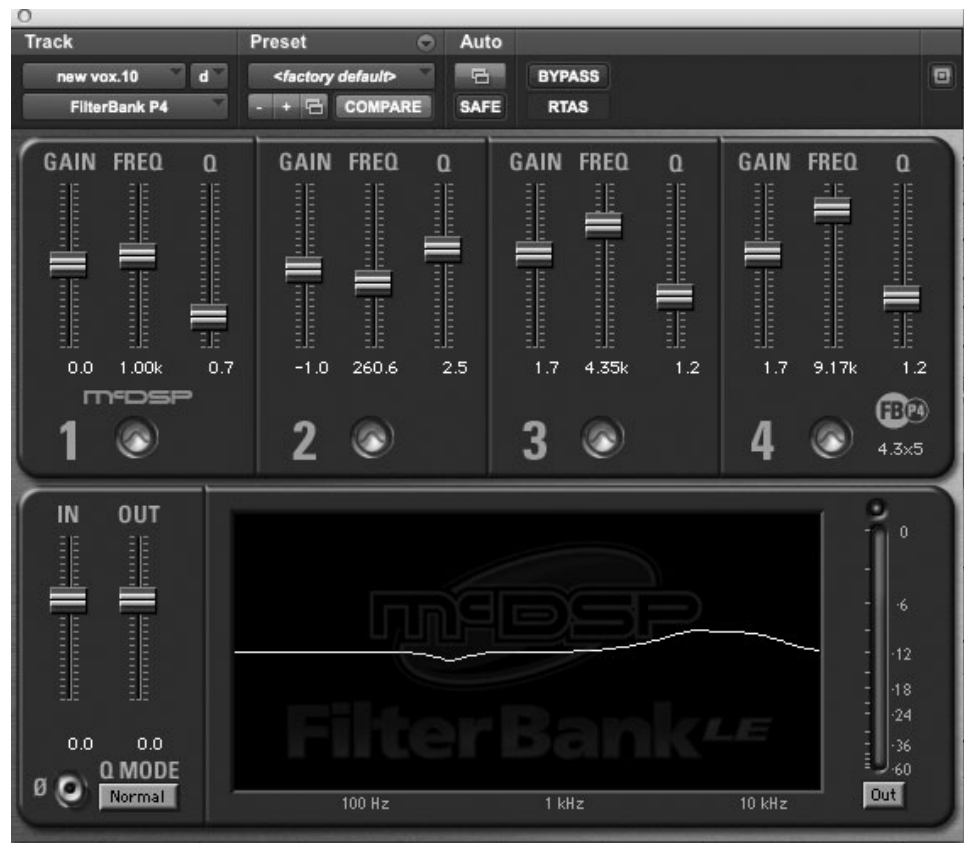 Track Preset Auto
new vox.10 d <factory default> BYPASS
FilterBank P4 - + COMPARE SAFE RTAS
GAIN FREQ Q GAIN FREQ Q GAIN FREQ Q GAIN FREQ Q
0.0 1.00k 0.7 -1.0 260.6 2.5 1.7 4.35k 1.2 1.7 9.17k 1.2
McDSP
FB P4
1 2 3 4 4.3x5
IN OUT
0
-6
McDSP
-12
-18
-24
FilterBank LE
0.0 0.0 -36
-60
Q MODE
Ø Normal Out
100 Hz 1 kHz 10 kHz